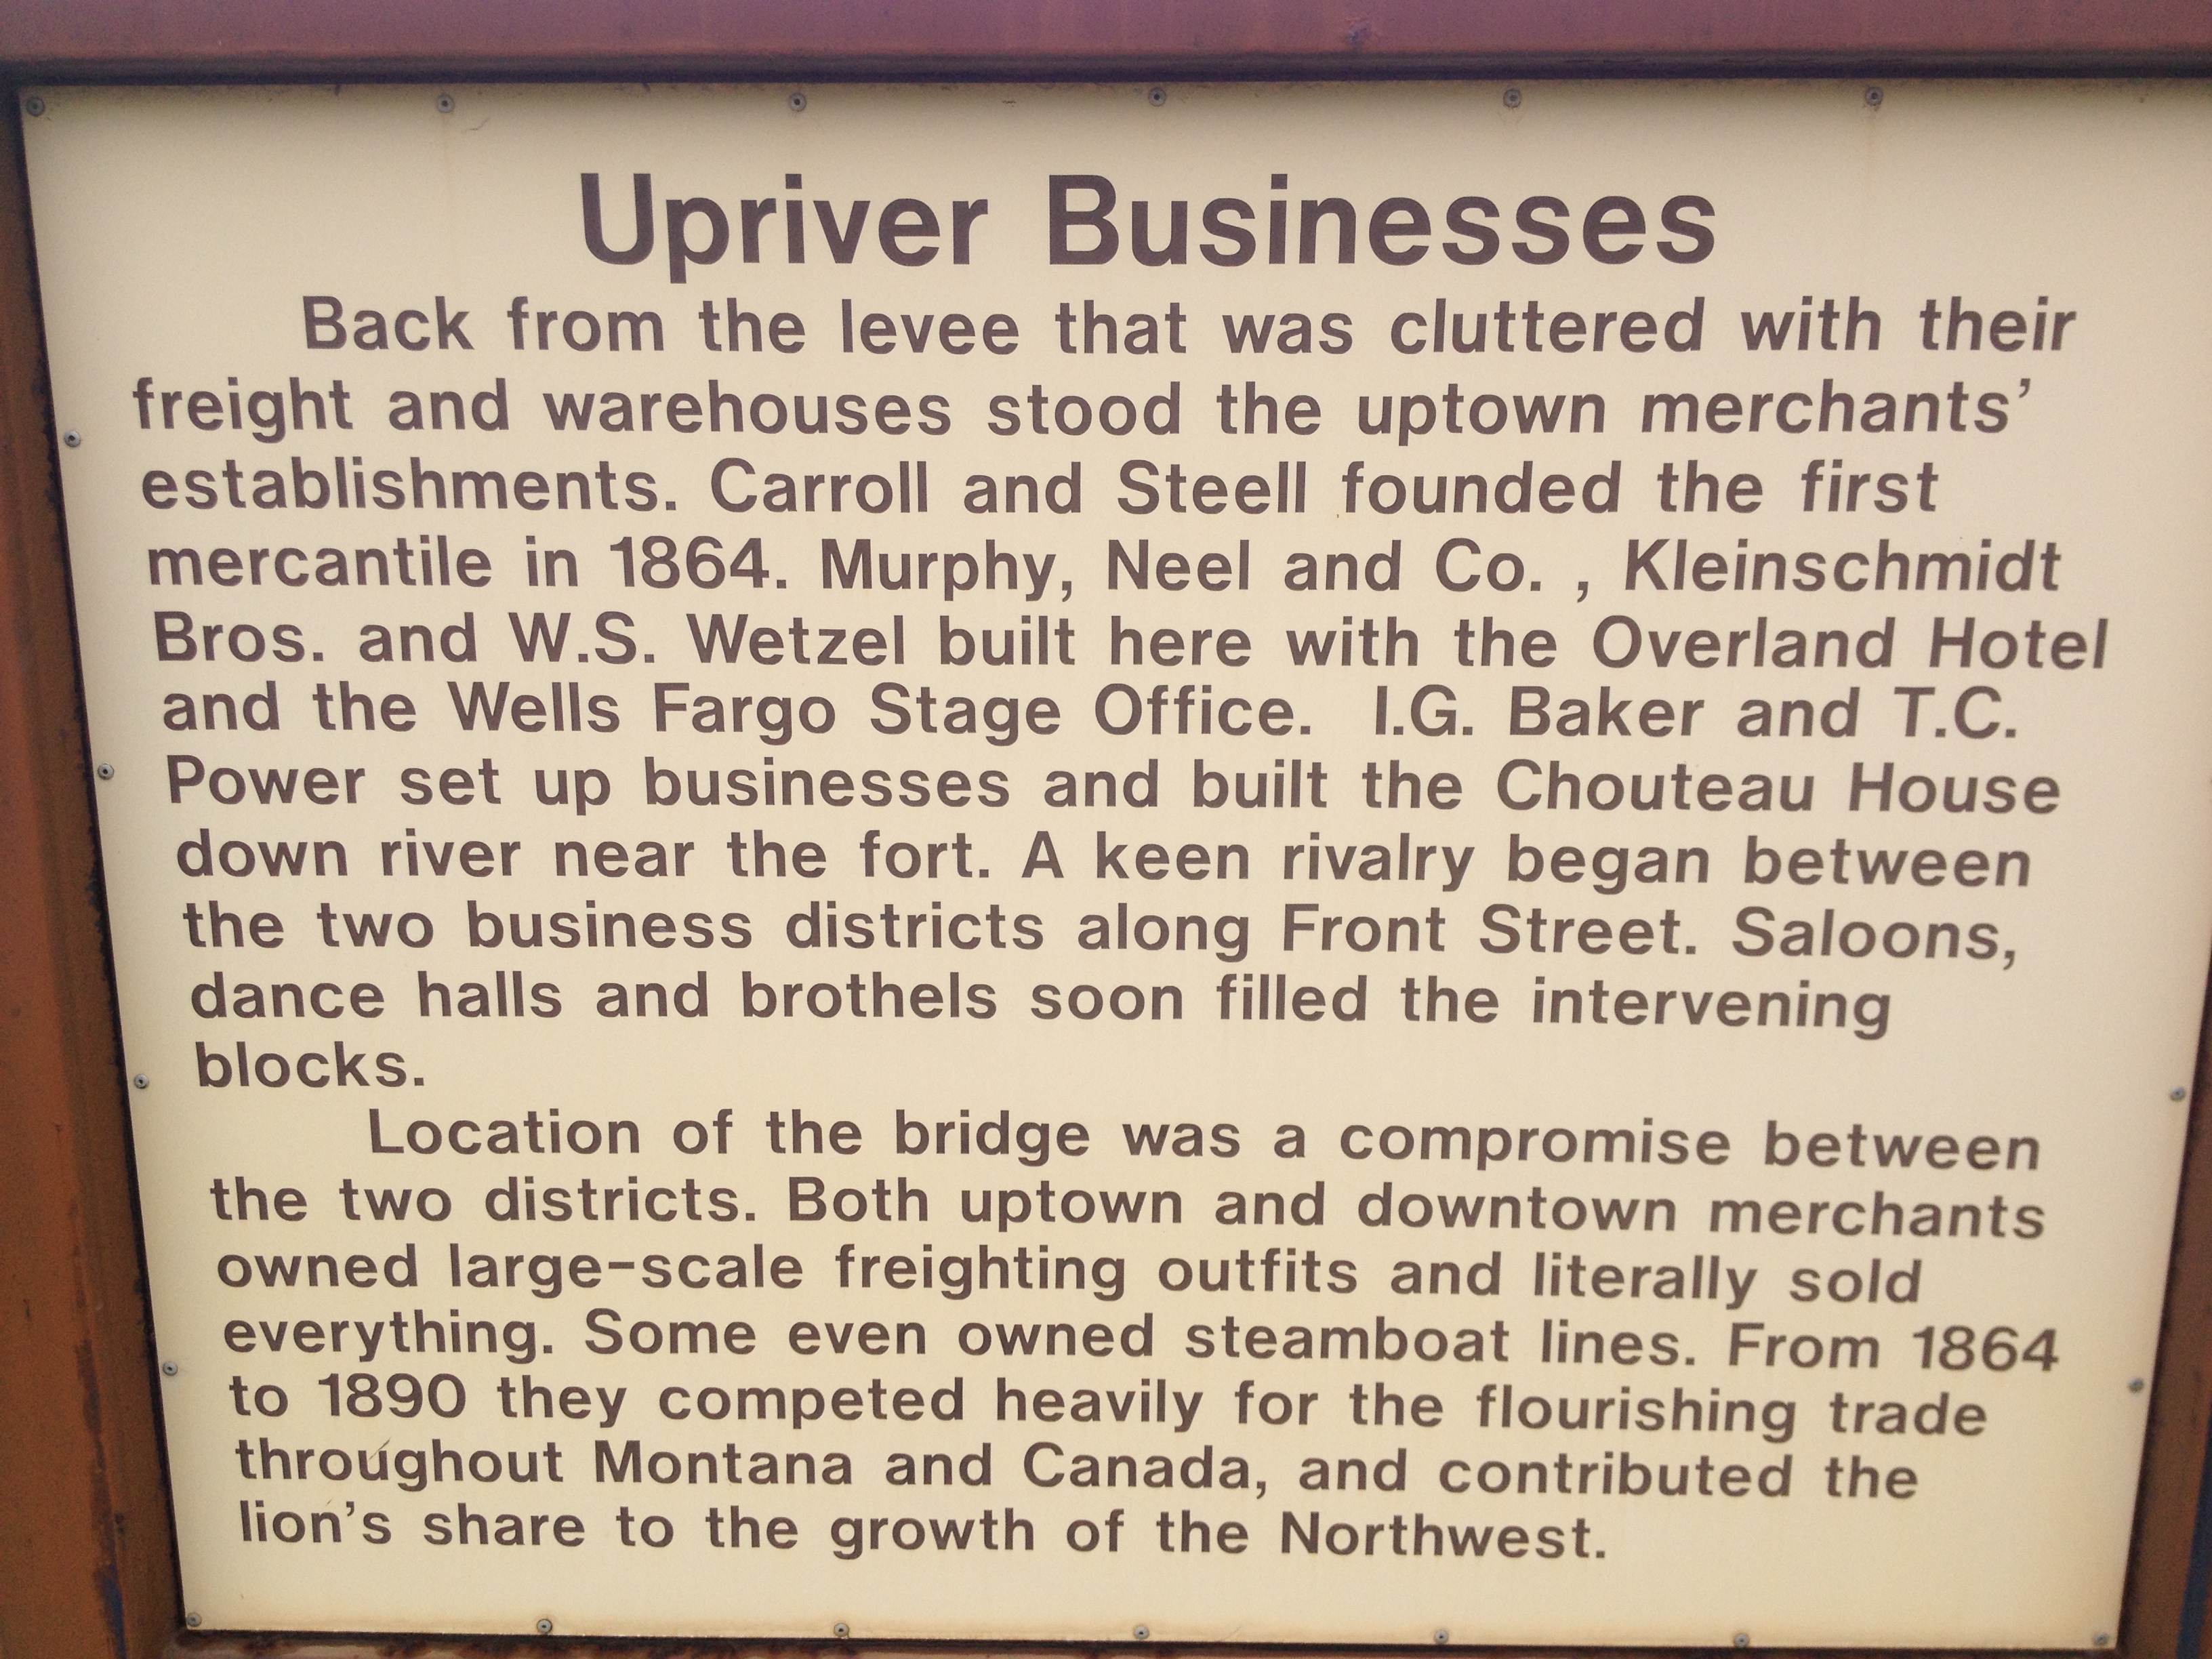 Upriver Businesses
Back from the levee that was cluttered with their
freight and warehouses stood the uptown merchants’
establishments. Carroll and Steell founded the first
mercantile in 1864. Murphy, Neel and Co. , Kleinschmidt
Bros. and W.S. Wetzel built here with the Overland Hotel
and the Wells Fargo Stage Office.  I.G. Baker and T.C.
Power set up businesses and built the Chouteau House
down river near the fort. A keen rivalry began between
the two business districts along Front Street. Saloons,
dance halls and brothels soon filled the intervening
blocks.
Location of the bridge was a compromise between
the two districts. Both uptown and downtown merchants
owned large-scale freighting outfits and literally sold
everything. Some even owned steamboat lines. From 1864
to 1890 they competed heavily for the flourishing trade
throughout Montana and Canada, and contributed the
lion’s share to the growth of the Northwest.